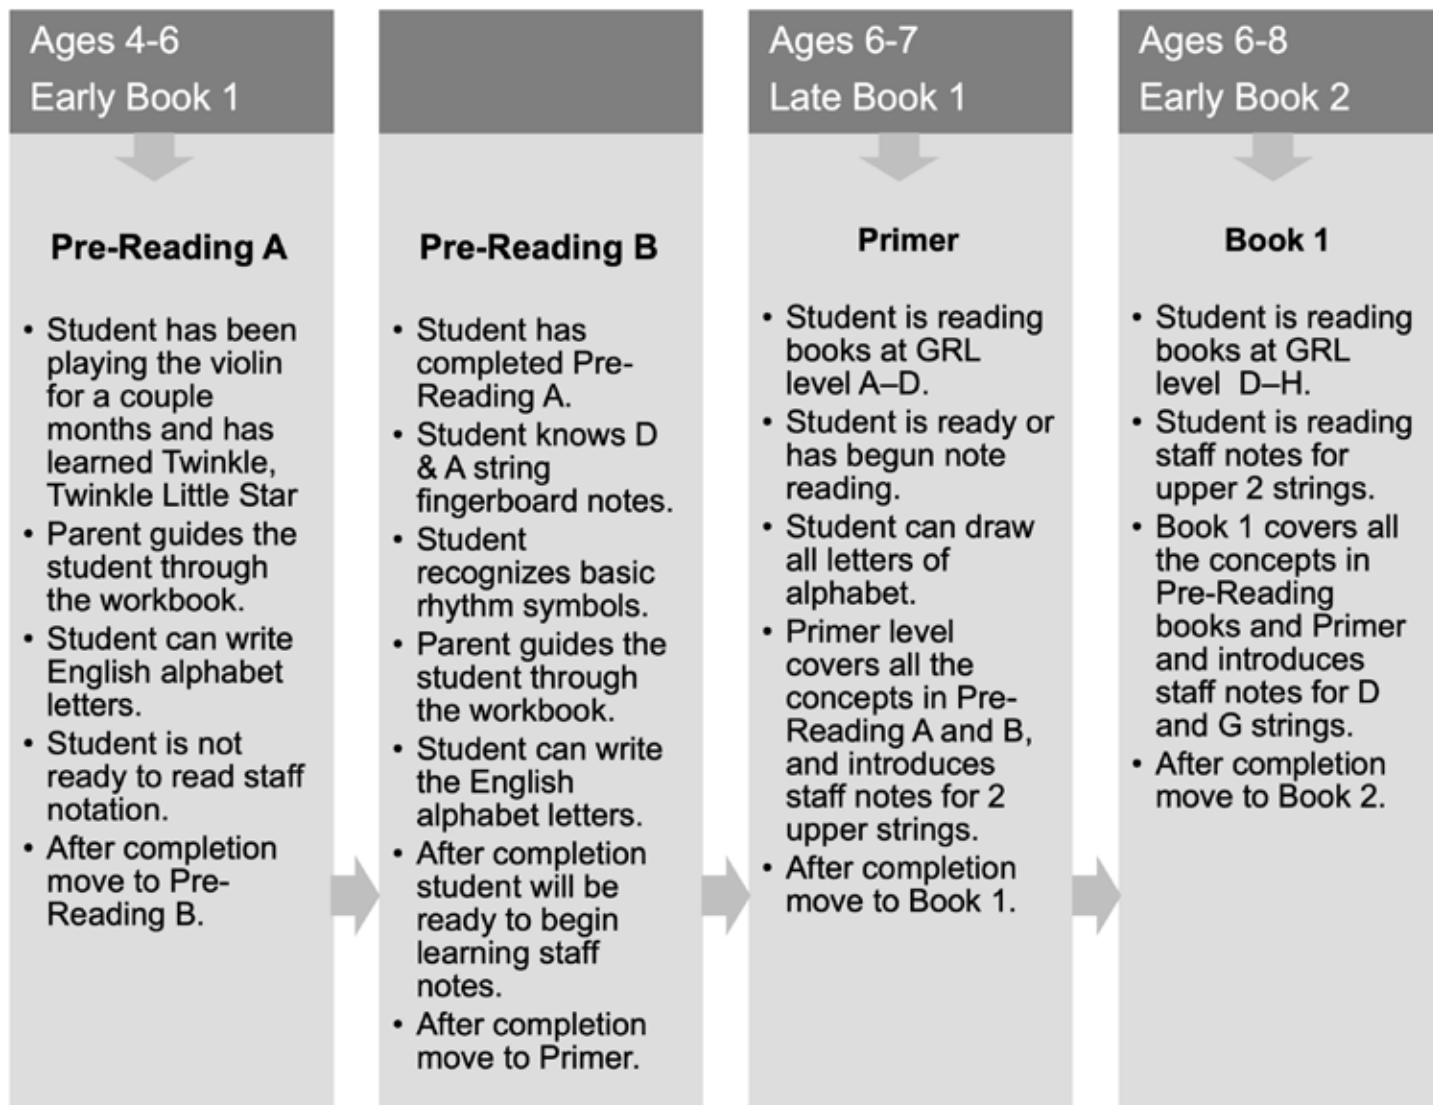 Ages 4-6
Early Book 1
Pre-Reading A
• Student has been
playing the violin
for a couple
months and has
learned Twinkle,
Twinkle Little Star
• Parent guides the
student through
the workbook.
• Student can write
English alphabet
letters.
• Student is not
ready to read staff
notation.
• After completion
move to Pre-
Reading B.
Pre-Reading B
• Student has
completed Pre-
Reading A.
• Student knows D
& A string
fingerboard notes.
• Student
recognizes basic
rhythm symbols.
• Parent guides the
student through
the workbook.
• Student can write
the English
alphabet letters.
• After completion
student will be
ready to begin
learning staff
notes.
• After completion
move to Primer.
Ages 6-7
Late Book 1
Primer
• Student is reading
books at GRL
level A–D.
• Student is ready or
has begun note
reading.
• Student can draw
all letters of
alphabet.
• Primer level
covers all the
concepts in Pre-
Reading A and B,
and introduces
staff notes for 2
upper strings.
• After completion
move to Book 1.
Ages 6-8
Early Book 2
Book 1
• Student is reading
books at GRL
level D–H.
• Student is reading
staff notes for
upper 2 strings.
• Book 1 covers all
the concepts in
Pre-Reading
books and Primer
and introduces
staff notes for D
and G strings.
• After completion
move to Book 2.